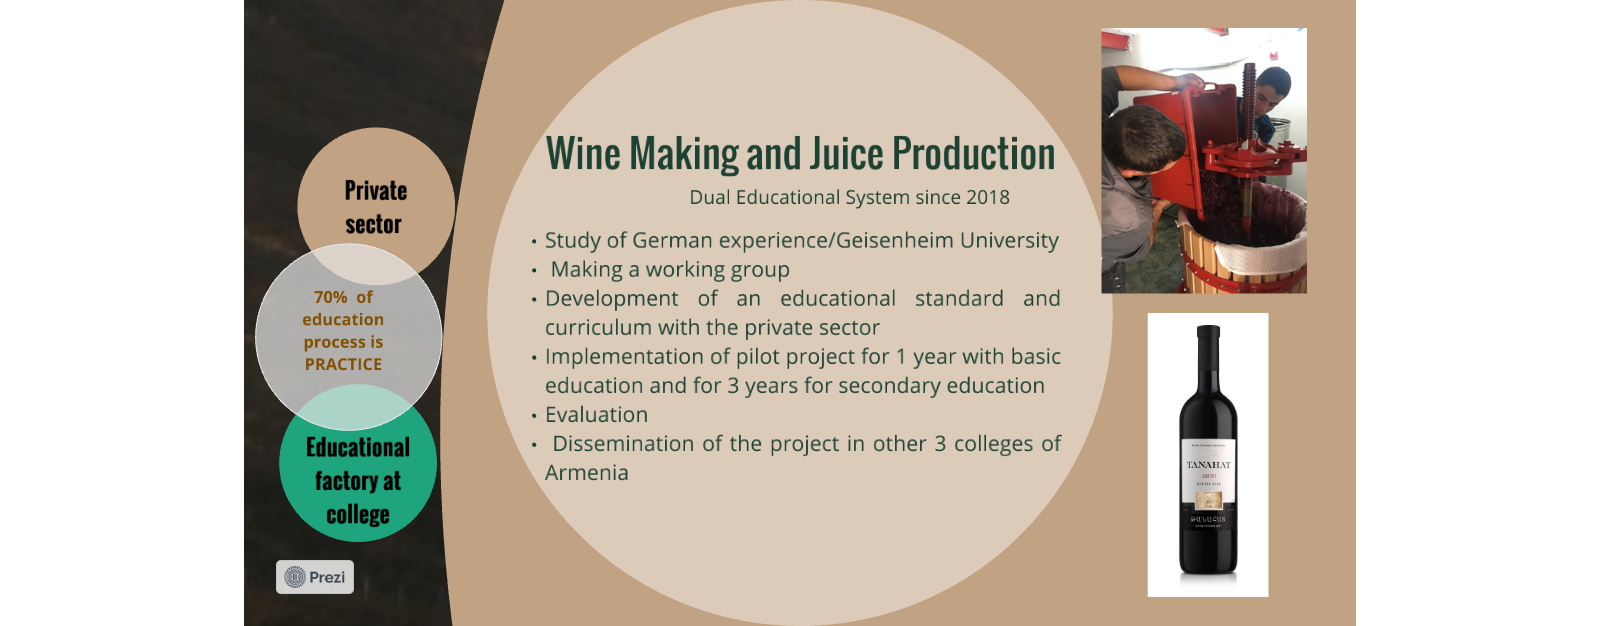 Private
sector
70% of
education
process is
PRACTICE
Educational
factory at
college
Prezi
Wine Making and Juice Production
Dual Educational System since 2018
• Study of German experience/Geisenheim University
• Making a working group
• Development of an educational standard and
curriculum with the private sector
• Implementation of pilot project for 1 year with basic
education and for 3 years for secondary education
• Evaluation
• Dissemination of the project in other 3 colleges of
Armenia
TANAHAT
ARENI
ԹԱՆԱՀԱՏ